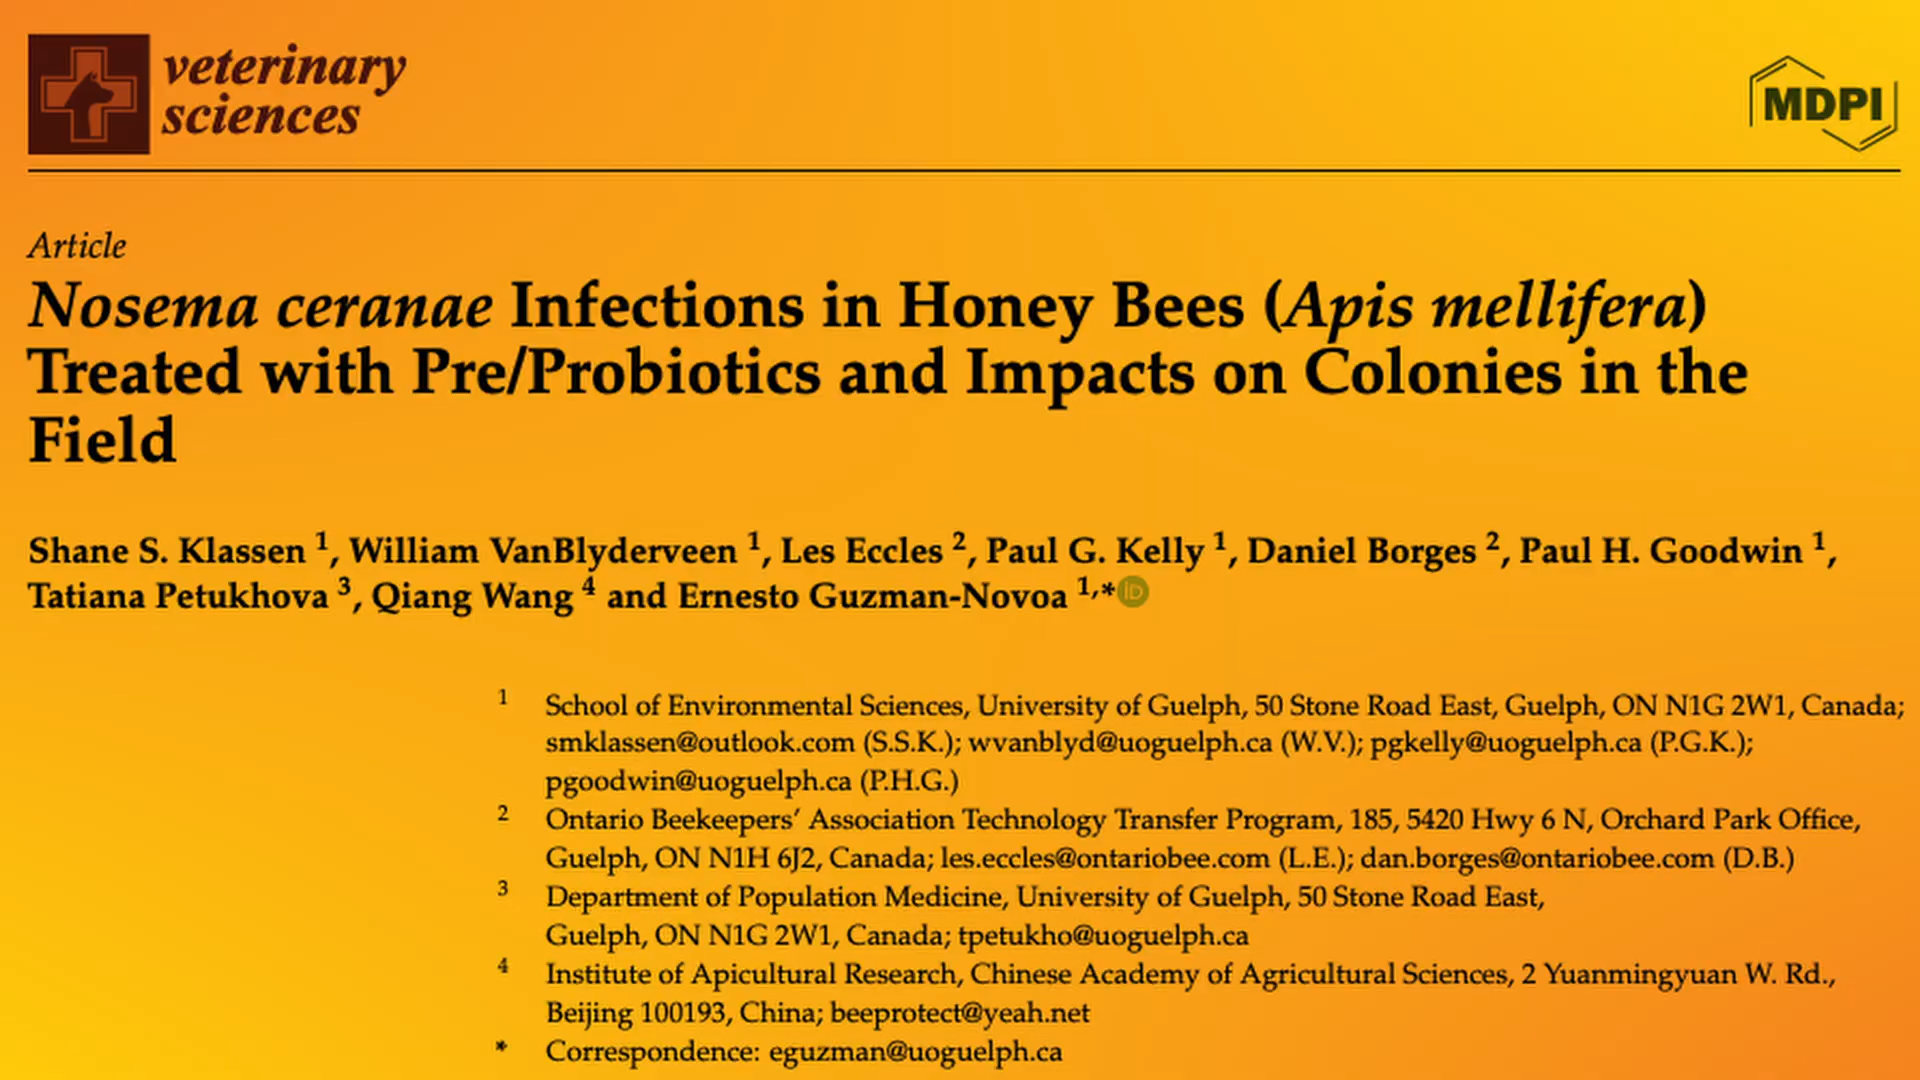 veterinary
sciences
MDPI
Article
Nosema ceranae Infections in Honey Bees (Apis mellifera)
Treated with Pre/Probiotics and Impacts on Colonies in the
Field
Shane S. Klassen 1, William VanBlyderveen 1, Les Eccles 2, Paul G. Kelly 1, Daniel Borges 2, Paul H. Goodwin 1,
Tatiana Petukhova 3, Qiang Wang 4 and Ernesto Guzman-Novoa 1,* iD
1 School of Environmental Sciences, University of Guelph, 50 Stone Road East, Guelph, ON N1G 2W1, Canada;
smklassen@outlook.com (S.S.K.); wvanblyd@uoguelph.ca (W.V.); pgkelly@uoguelph.ca (P.G.K.);
pgoodwin@uoguelph.ca (P.H.G.)
2 Ontario Beekeepers’ Association Technology Transfer Program, 185, 5420 Hwy 6 N, Orchard Park Office,
Guelph, ON N1H 6J2, Canada; les.eccles@ontariobee.com (L.E.); dan.borges@ontariobee.com (D.B.)
3 Department of Population Medicine, University of Guelph, 50 Stone Road East,
Guelph, ON N1G 2W1, Canada; tpetukho@uoguelph.ca
4 Institute of Apicultural Research, Chinese Academy of Agricultural Sciences, 2 Yuanmingyuan W. Rd.,
Beijing 100193, China; beeprotect@yeah.net
* Correspondence: eguzman@uoguelph.ca